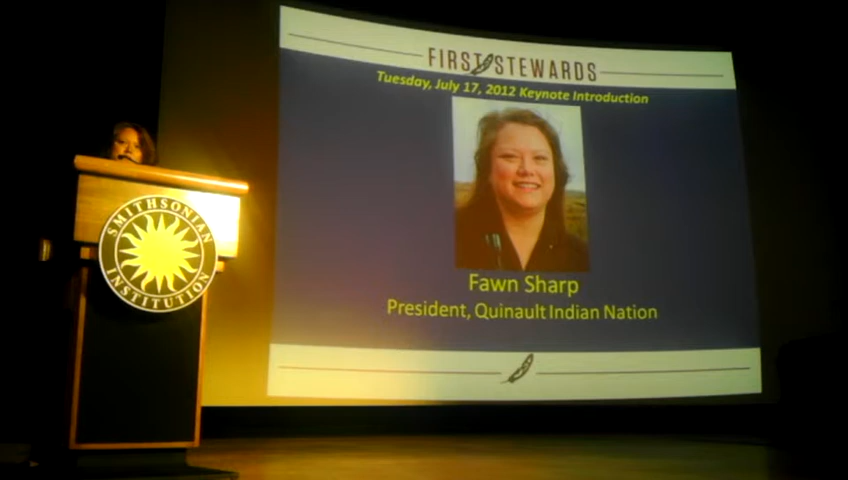 FIRST STEWARDS
Tuesday, July 17, 2012 Keynote Introduction
Fawn Sharp
President, Quinault Indian Nation
SMITHSONIAN
INSTITUTION